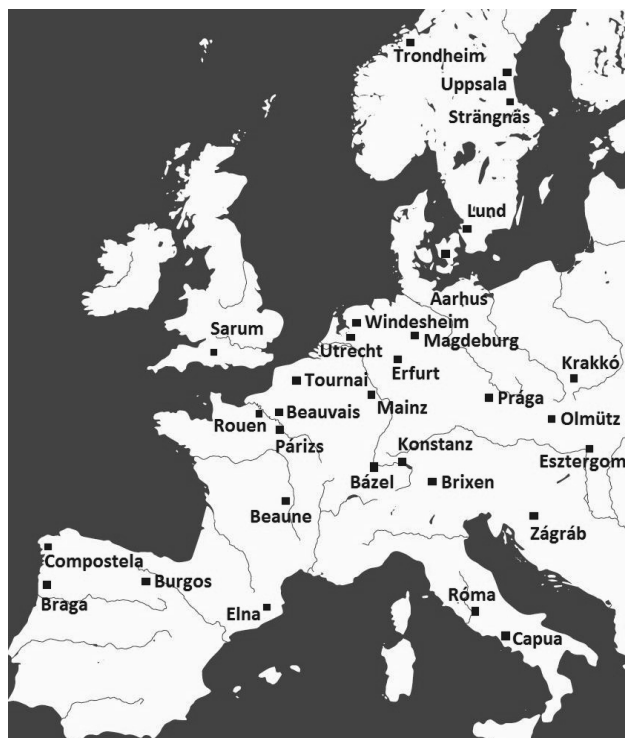 Trondheim
Uppsala
Strängnäs
Lund
Aarhus
Sarum
Windesheim
Utrecht
Magdeburg
Erfurt
Krakkó
Tournai
Mainz
Prága
Rouen
Beauvais
Olmütz
Párizs
Konstanz
Esztergom
Bázel
Brixen
Beaune
Zágráb
Compostela
Burgos
Braga
Elna
Róma
Capua